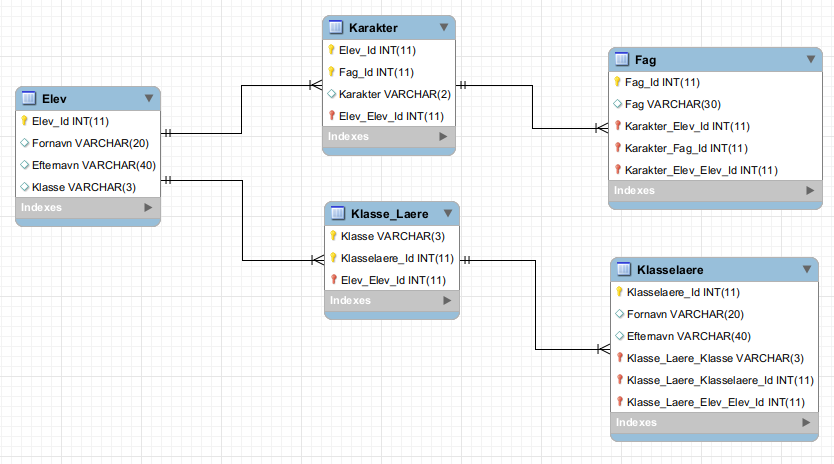 Elev
Elev_Id INT(11)
Fornavn VARCHAR(20)
Efternavn VARCHAR(40)
Klasse VARCHAR(3)
Indexes
Karakter
Elev_Id INT(11)
Fag_Id INT(11)
Karakter VARCHAR(2)
Elev_Elev_Id INT(11)
Indexes
Fag
Fag_Id INT(11)
Fag VARCHAR(30)
Karakter_Elev_Id INT(11)
Karakter_Fag_Id INT(11)
Karakter_Elev_Elev_Id INT(11)
Indexes
Klasse_Laere
Klasse VARCHAR(3)
Klasselaere_Id INT(11)
Elev_Elev_Id INT(11)
Indexes
Klasselaere
Klasselaere_Id INT(11)
Fornavn VARCHAR(20)
Efternavn VARCHAR(40)
Klasse_Laere_Klasse VARCHAR(3)
Klasse_Laere_Klasselaere_Id INT(11)
Klasse_Laere_Elev_Elev_Id INT(11)
Indexes